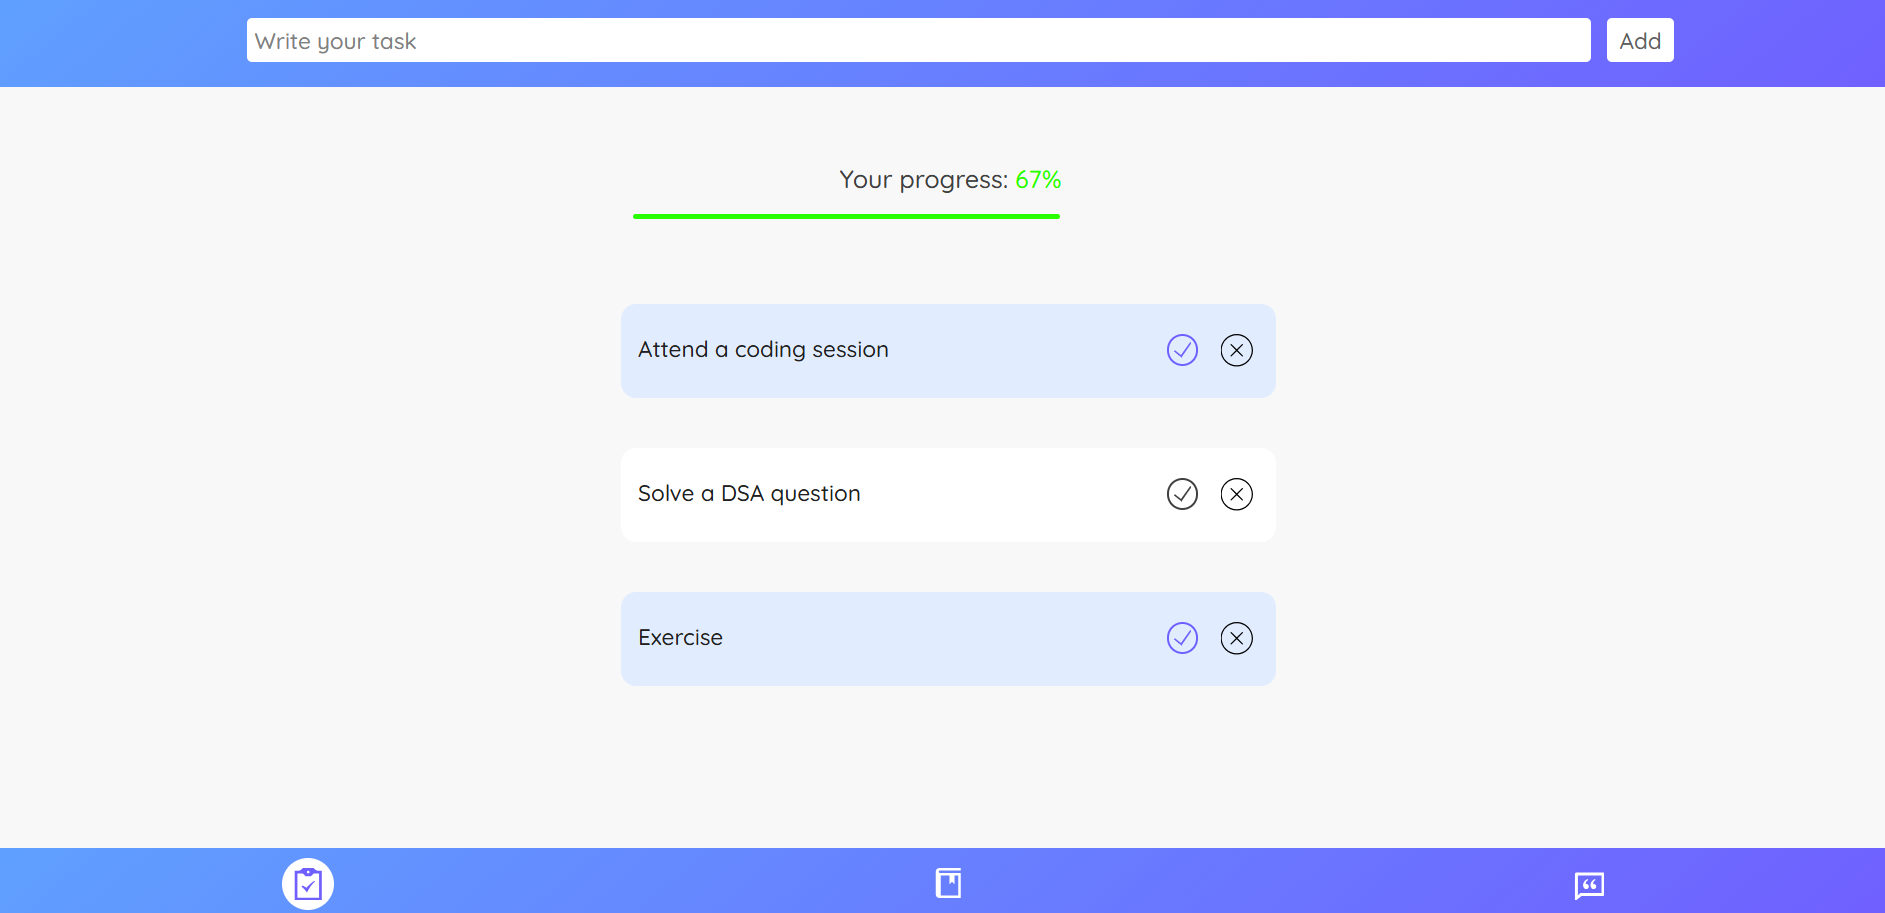 Write your task
Add
Your progress: 67%
Attend a coding session
Solve a DSA question
Exercise